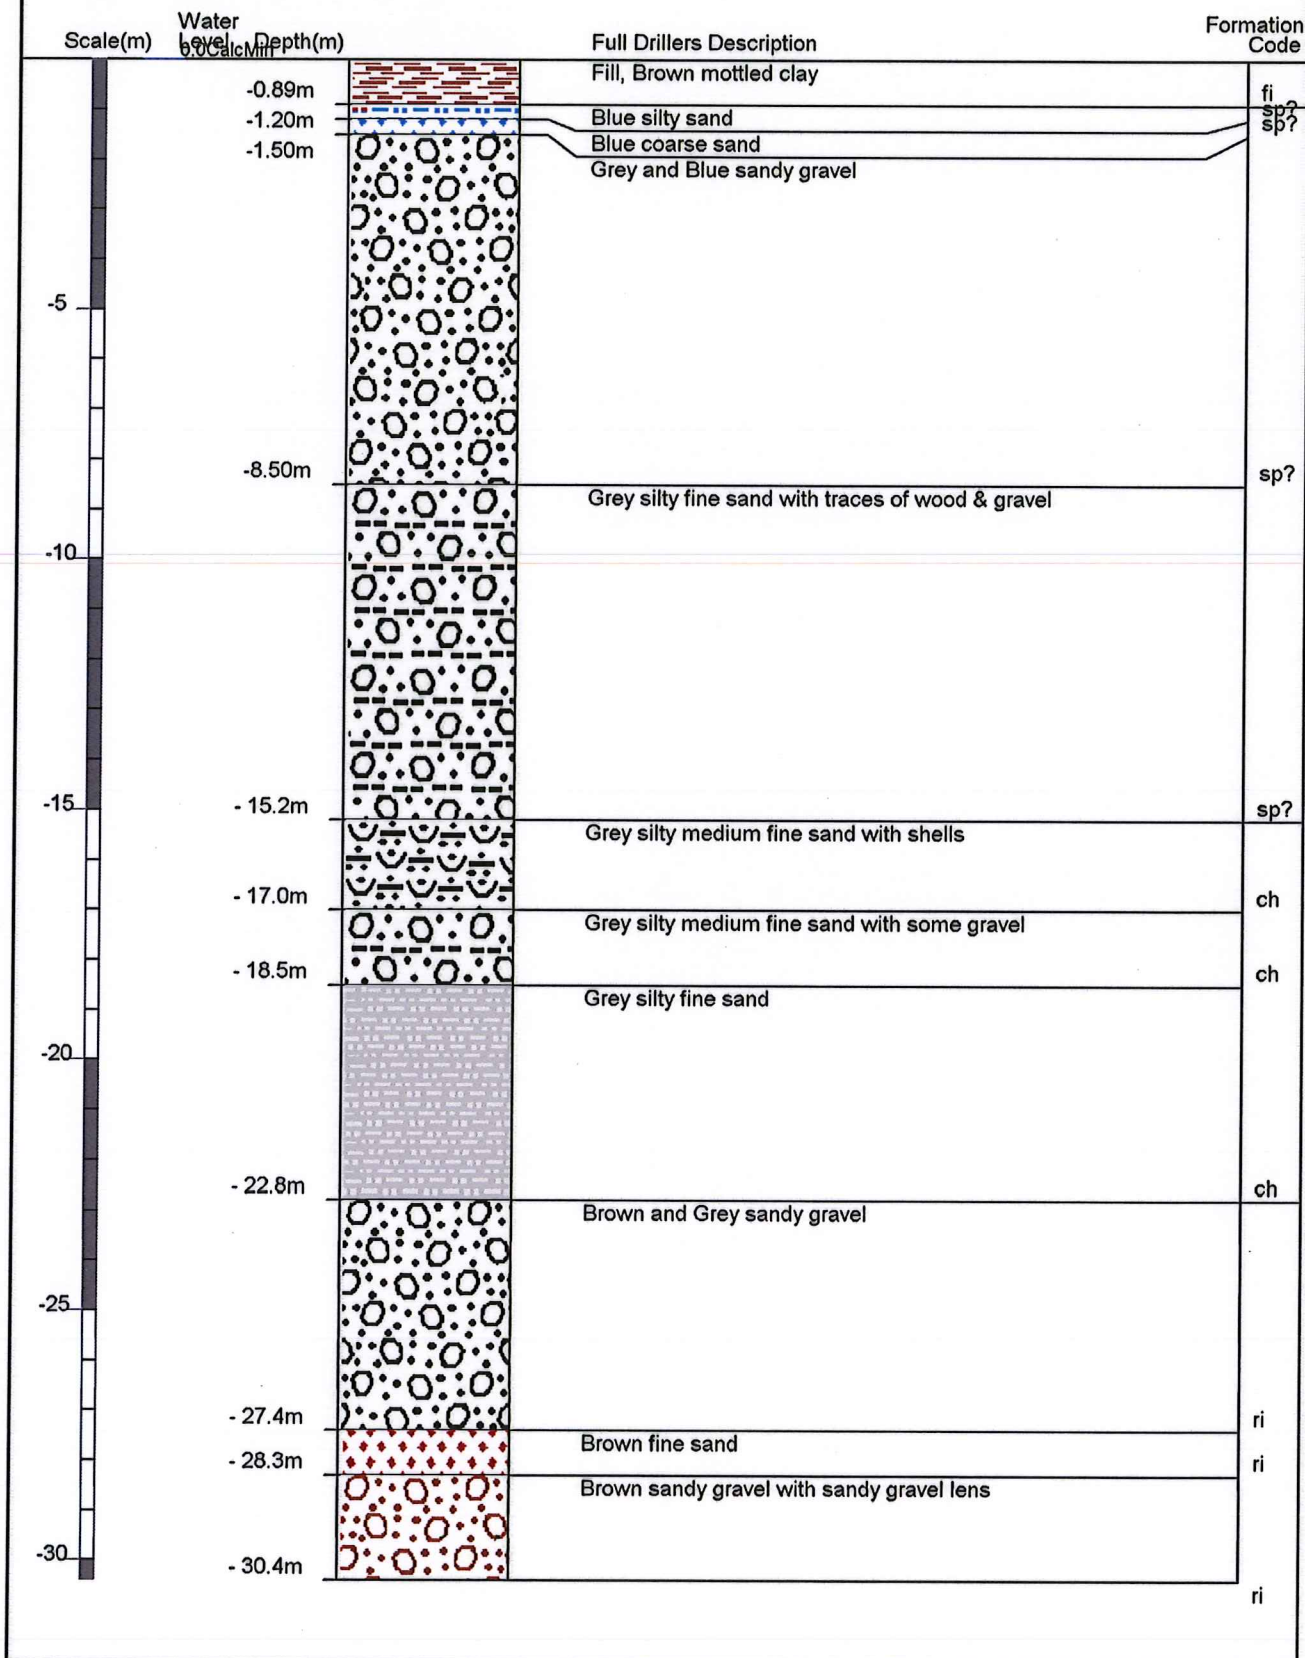 Scale(m)
Water
Level
0.0CalcMin
Depth(m)
Full Drillers Description
Formation
Code
Fill, Brown mottled clay
-0.89m
fi
sp?
-1.20m
Blue silty sand
sp?
-1.50m
Blue coarse sand
Grey and Blue sandy gravel
-5
-8.50m
sp?
Grey silty fine sand with traces of wood & gravel
-10
-15
- 15.2m
sp?
Grey silty medium fine sand with shells
- 17.0m
ch
Grey silty medium fine sand with some gravel
- 18.5m
ch
Grey silty fine sand
-20
- 22.8m
ch
Brown and Grey sandy gravel
-25
- 27.4m
ri
Brown fine sand
- 28.3m
ri
Brown sandy gravel with sandy gravel lens
-30
- 30.4m
ri